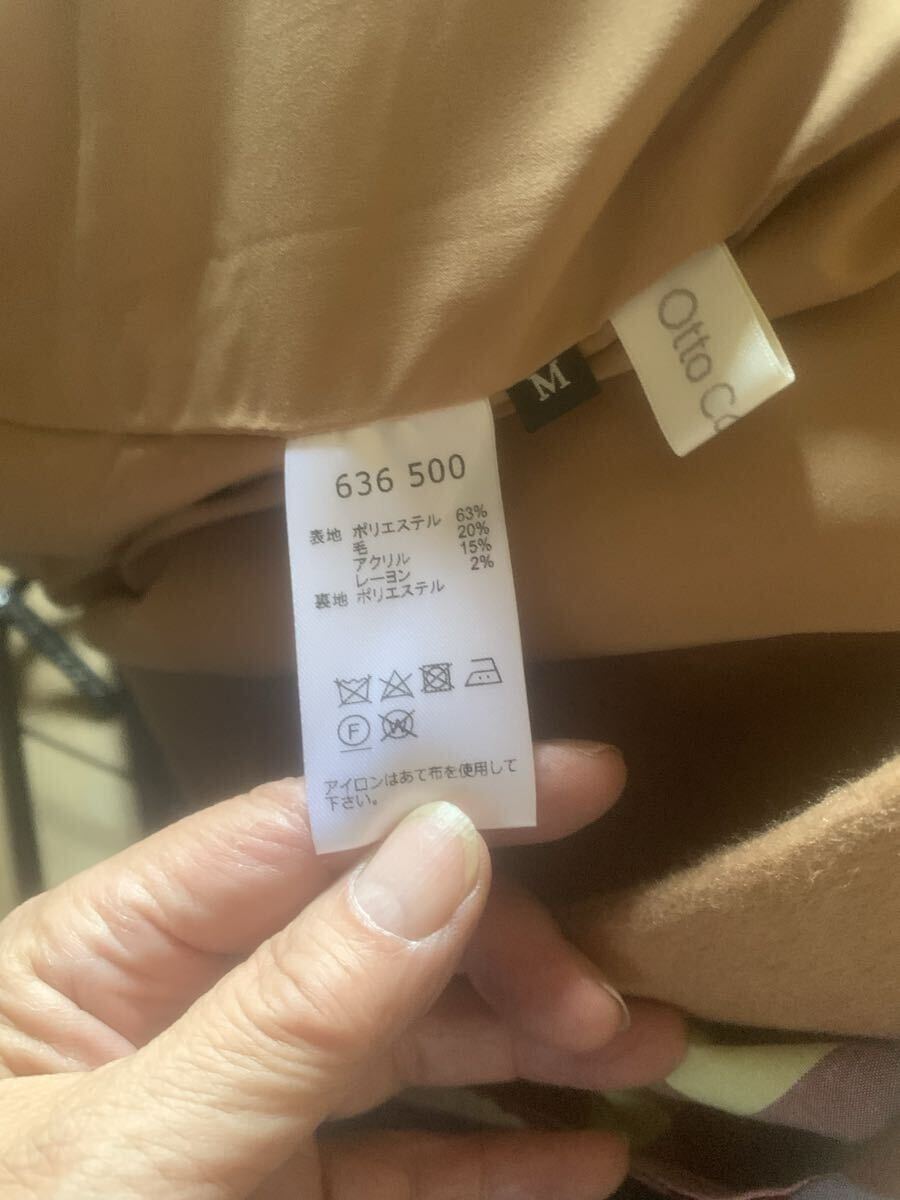 Otto Co
M
636 500
表地 ポリエステル 63%
毛 20%
アクリル 15%
レーヨン 2%
裏地 ポリエステル
F
W
アイロンはあて布を使用して
下さい。